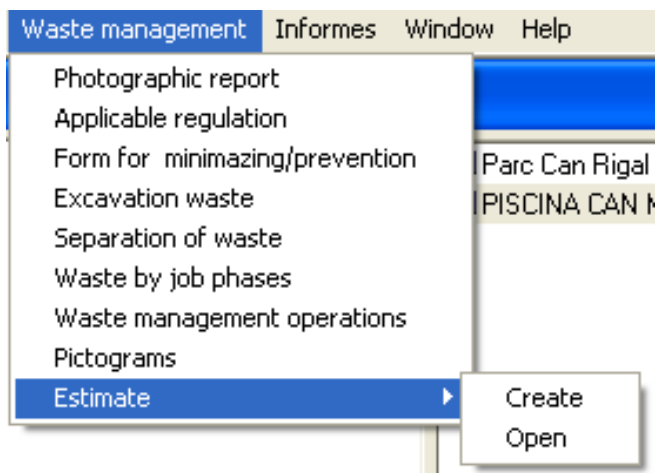 Waste management Informes Window Help
Photographic report
Applicable regulation
Form for minimazing/prevention
Parc Can Rigal
Excavation waste
PISCINA CAN
Separation of waste
Waste by job phases
Waste management operations
Pictograms
Estimate
Create
Open